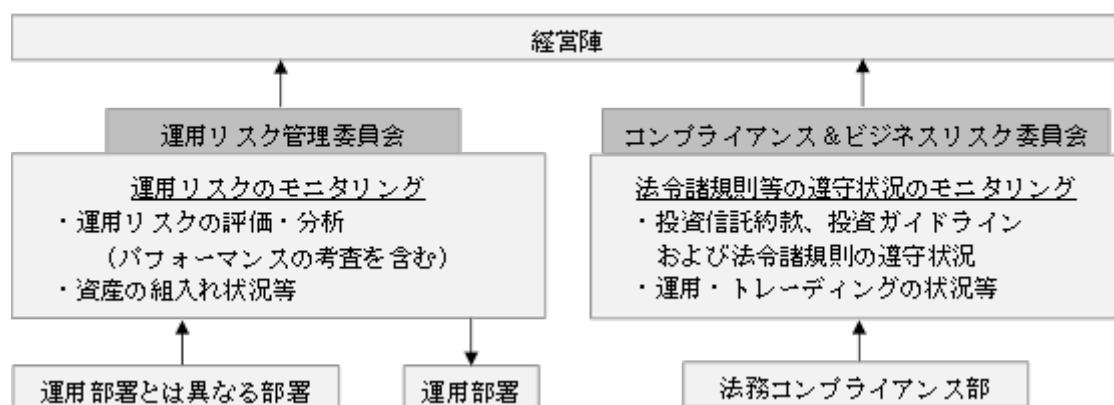 経営陣
運用リスク管理委員会
運用リスクのモニタリング
・運用リスクの評価・分析
（パフォーマンスの考査を含む）
・資産の組入れ状況等
運用部署とは異なる部署
運用部署
コンプライアンス＆ビジネスリスク委員会
法令諸規則等の遵守状況のモニタリング
・投資信託約款、投資ガイドライン
および法令諸規則の遵守状況
・運用・トレーディングの状況等
法務コンプライアンス部